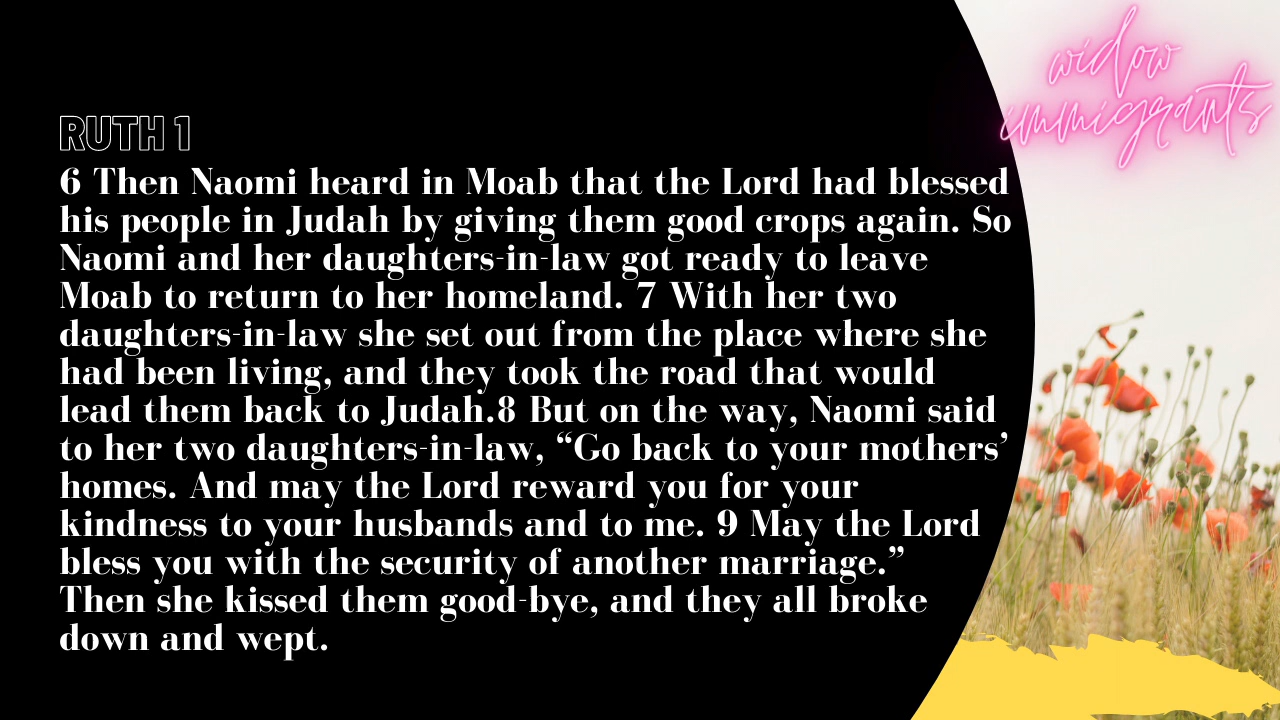 widow
immigrants
RUTH 1
6 Then Naomi heard in Moab that the Lord had blessed
his people in Judah by giving them good crops again. So
Naomi and her daughters-in-law got ready to leave
Moab to return to her homeland. 7 With her two
daughters-in-law she set out from the place where she
had been living, and they took the road that would
lead them back to Judah.8 But on the way, Naomi said
to her two daughters-in-law, “Go back to your mothers’
homes. And may the Lord reward you for your
kindness to your husbands and to me. 9 May the Lord
bless you with the security of another marriage.”
Then she kissed them good-bye, and they all broke
down and wept.